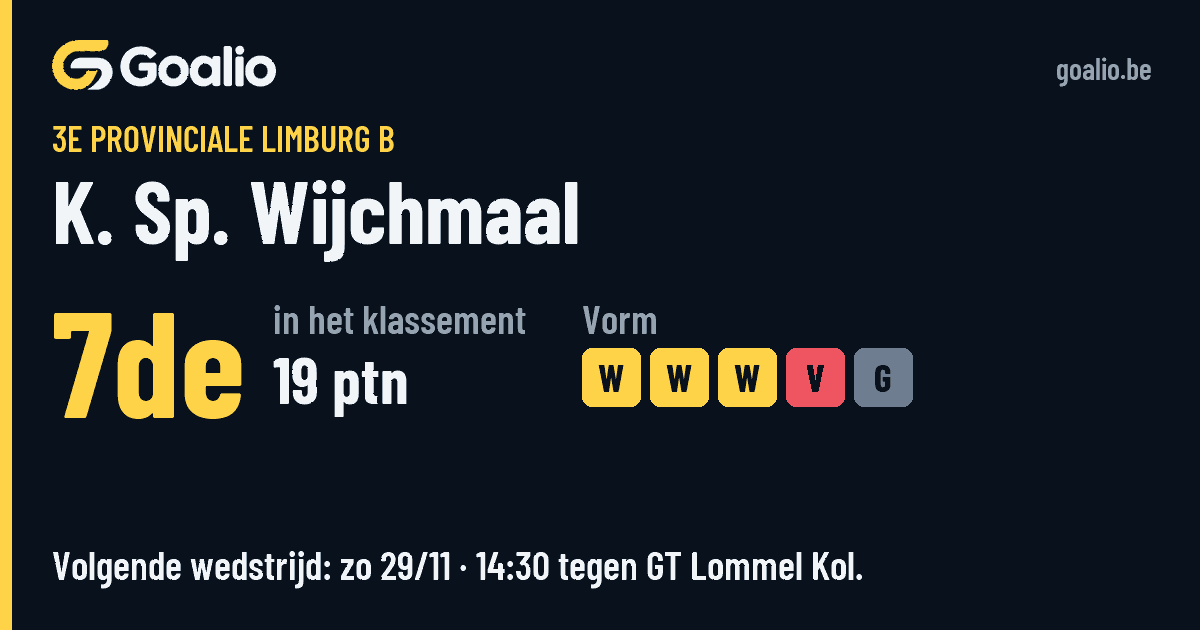 Goalio
goalio.be
3E PROVINCIALE LIMBURG B
K. Sp. Wijchmaal
7de
in het klassement
19 ptn
Vorm
W W W V G
Volgende wedstrijd: zo 29/11 · 14:30 tegen GT Lommel Kol.